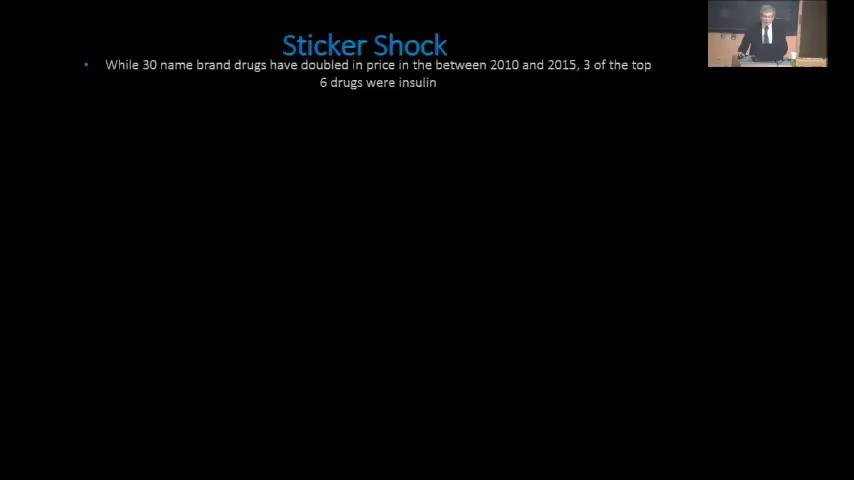 Sticker Shock
• While 30 name brand drugs have doubled in price in the between 2010 and 2015, 3 of the top
6 drugs were insulin